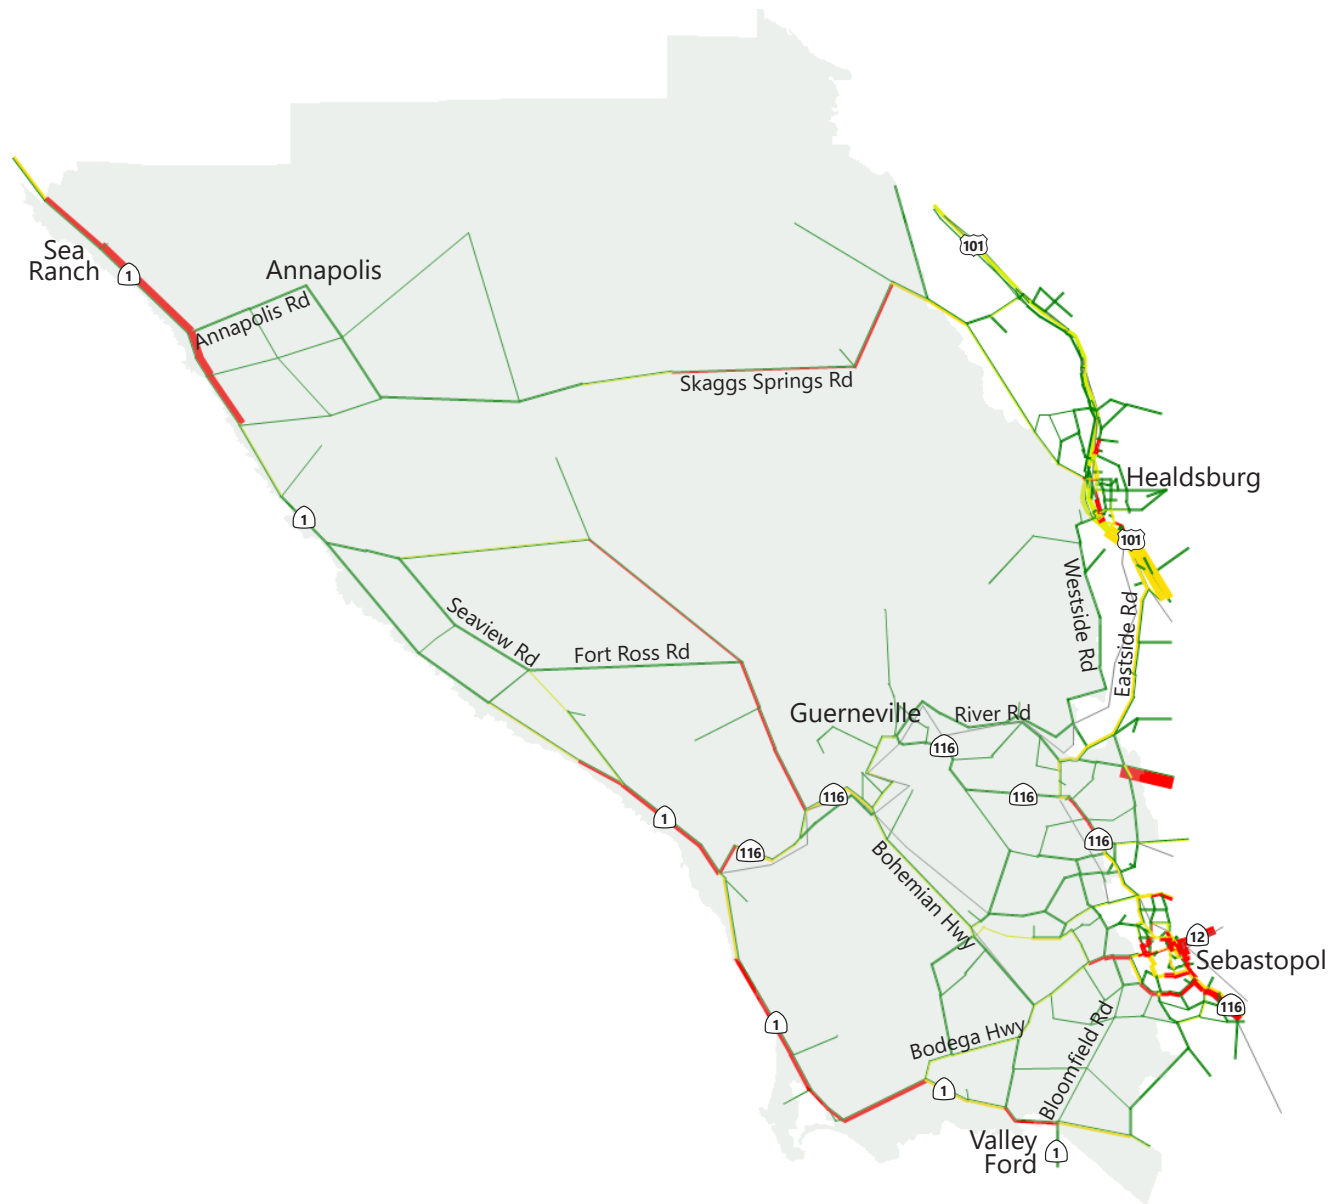 101
Sea
Ranch
1
Annapolis
Annapolis Rd
Skaggs Springs Rd
Healdsburg
1
101
Westside Rd
Eastside Rd
Seaview Rd
Fort Ross Rd
Guerneville
River Rd
116
116
116
1
116
116
Bohemian Hwy
12
Sebastopol
116
1
Bodega Hwy
Bloomfield Rd
1
Valley
Ford
1